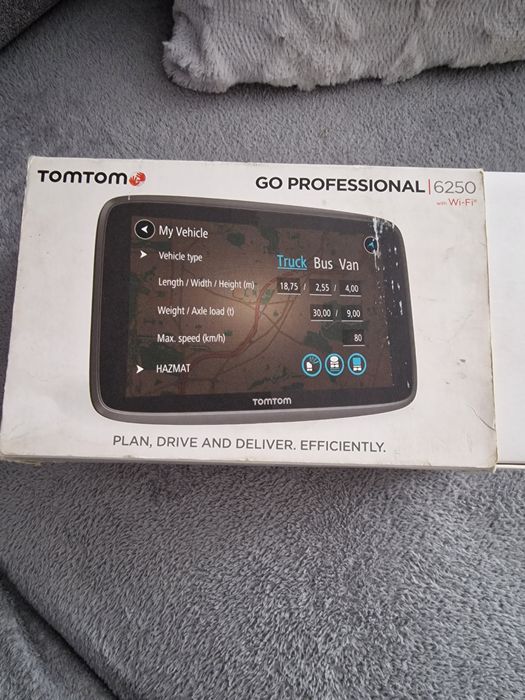 TOMTOM
GO PROFESSIONAL | 6250
with Wi-Fi®
My Vehicle
Vehicle type Truck Bus Van
Length / Width / Height (m) 18,75 / 2,55 / 4,00
Weight / Axle load (t) 30,00 / 9,00
Max. speed (km/h) 80
HAZMAT
TOMTOM
PLAN, DRIVE AND DELIVER. EFFICIENTLY.